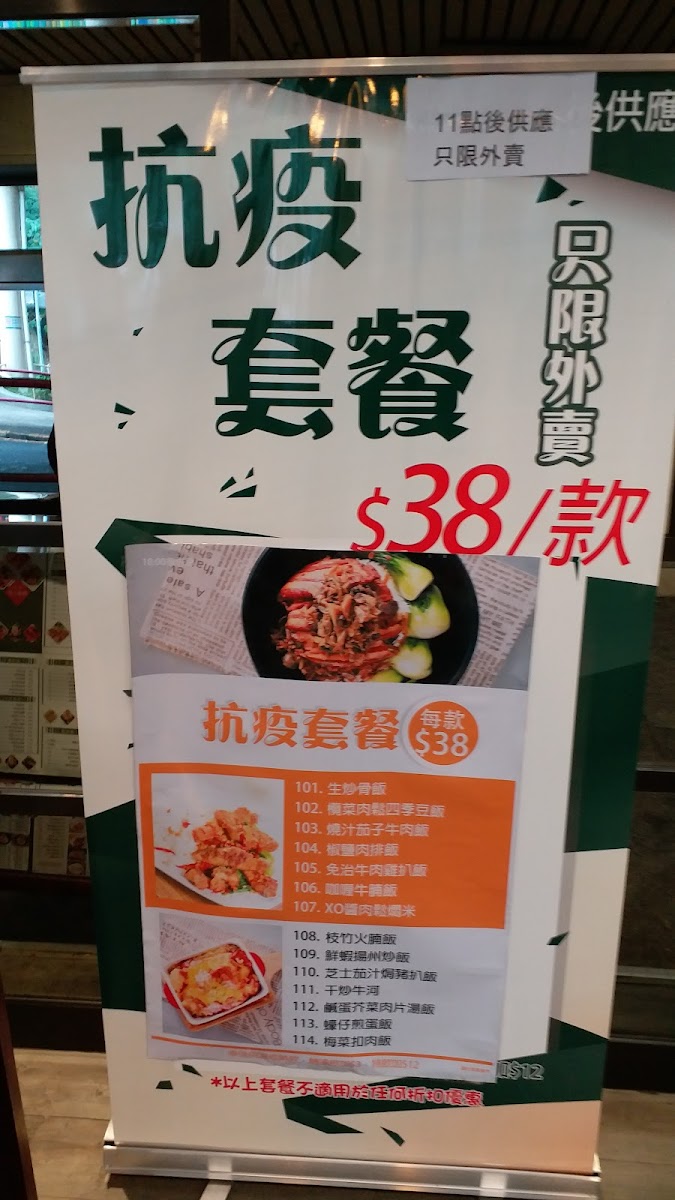 11點後供應
只限外賣
後供應
抗疫
套餐
只限外賣
$38/款
抗疫套餐
每款
$38
101. 生炒骨飯
102. 欖菜肉鬆四季豆飯
103. 燒汁茄子牛肉飯
104. 椒鹽肉排飯
105. 免治牛肉雞扒飯
106. 咖喱牛腩飯
107. XO醬肉鬆燜米
108. 枝竹火腩飯
109. 鮮蝦揚州炒飯
110. 芝士茄汁焗豬扒飯
111. 干炒牛河
112. 鹹蛋芥菜肉片湯飯
113. 蠔仔煎蛋飯
114. 梅菜扣肉飯
$12
*以上套餐不適用於任何折扣優惠